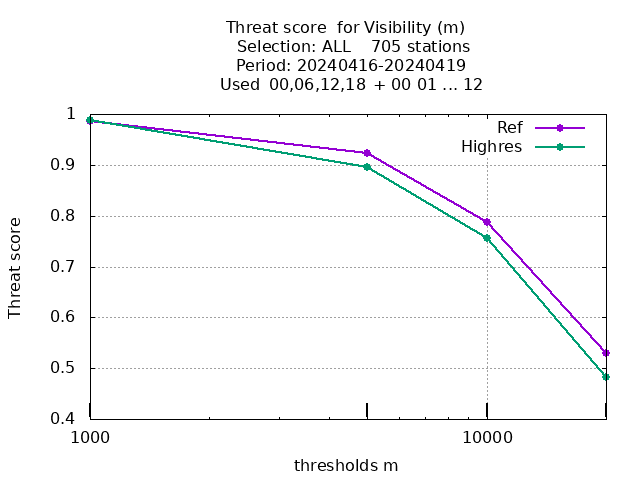 Threat score  for Visibility (m)
Selection: ALL    705 stations
Period: 20240416-20240419
Used 00,06,12,18 + 00 01 ... 12
Ref
Highres
1
0.9
0.8
0.7
0.6
0.5
0.4
Threat score
1000
10000
thresholds m